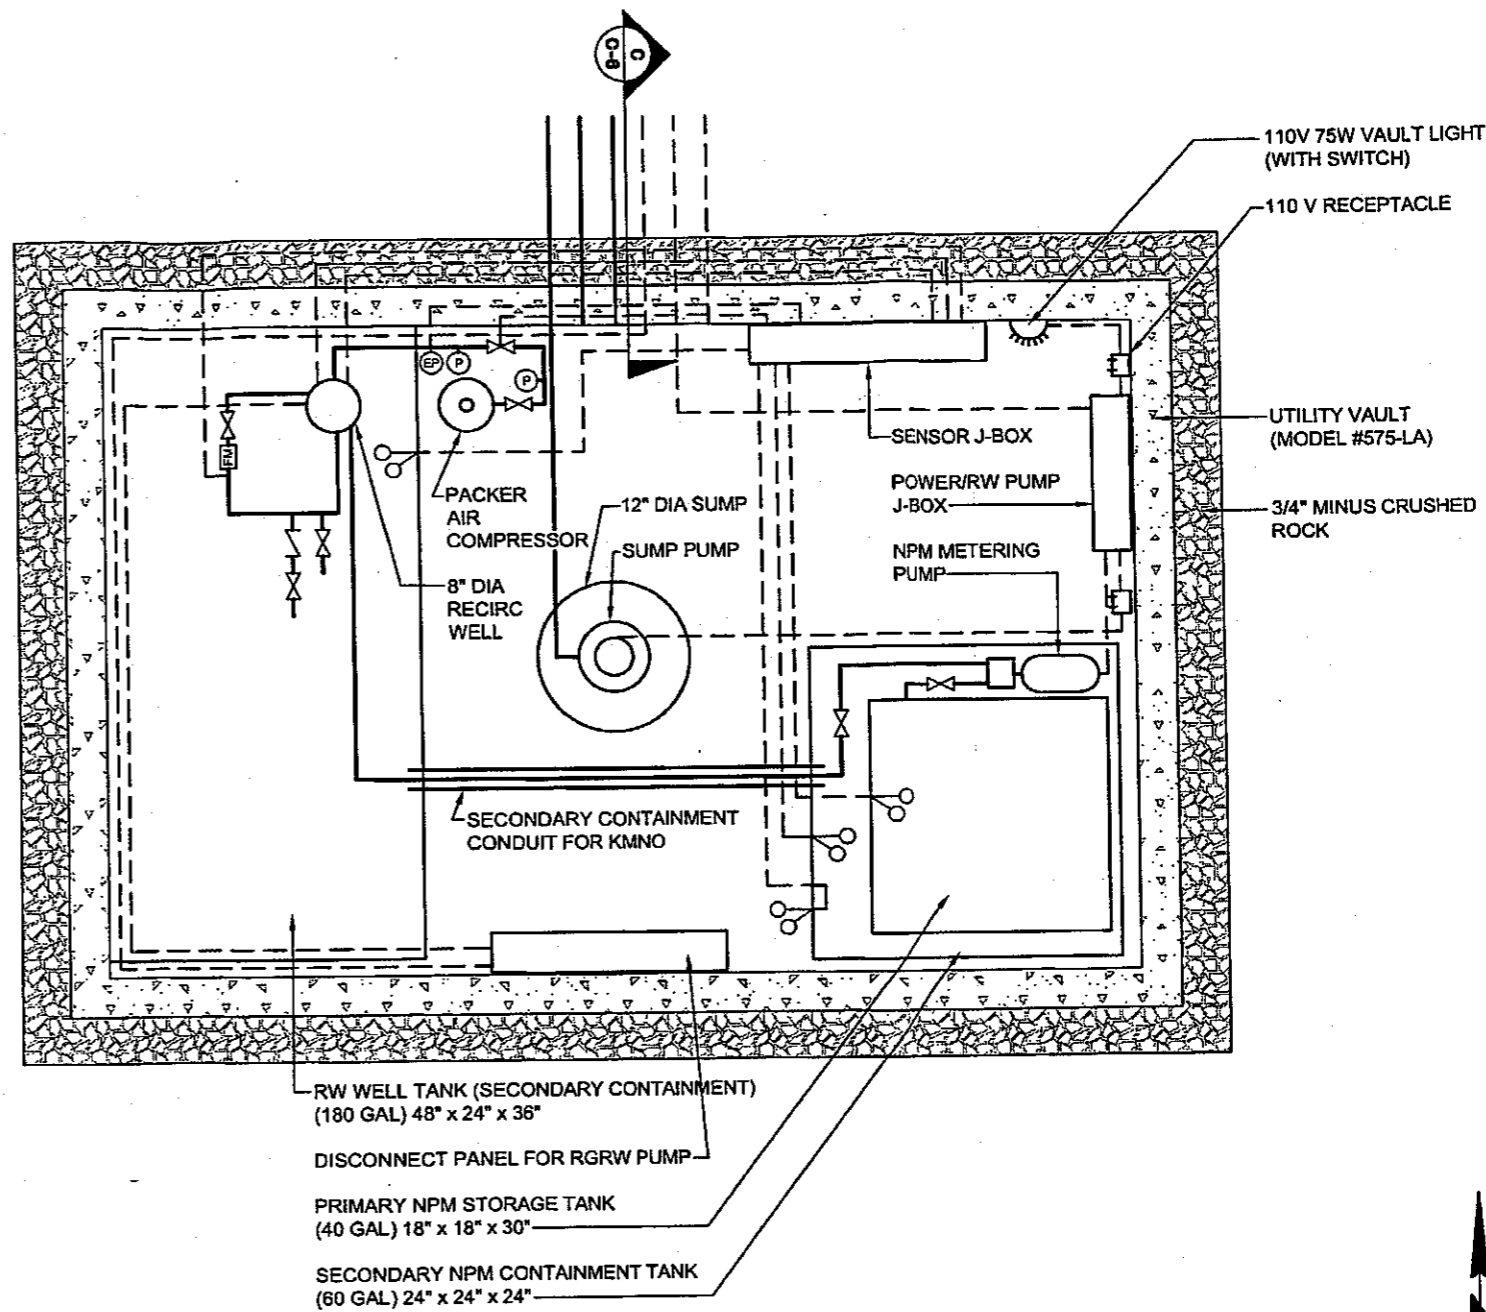 C
C-6
110V 75W VAULT LIGHT
(WITH SWITCH)
110 V RECEPTACLE
EP
P
P
FM
SENSOR J-BOX
UTILITY VAULT
(MODEL #575-LA)
POWER/RW PUMP
J-BOX
3/4" MINUS CRUSHED
ROCK
PACKER
AIR
COMPRESSOR
12" DIA SUMP
SUMP PUMP
NPM METERING
PUMP
8" DIA
RECIRC
WELL
SECONDARY CONTAINMENT
CONDUIT FOR KMNO
RW WELL TANK (SECONDARY CONTAINMENT)
(180 GAL) 48" x 24" x 36"
DISCONNECT PANEL FOR RGRW PUMP
PRIMARY NPM STORAGE TANK
(40 GAL) 18" x 18" x 30"
SECONDARY NPM CONTAINMENT TANK
(60 GAL) 24" x 24" x 24"